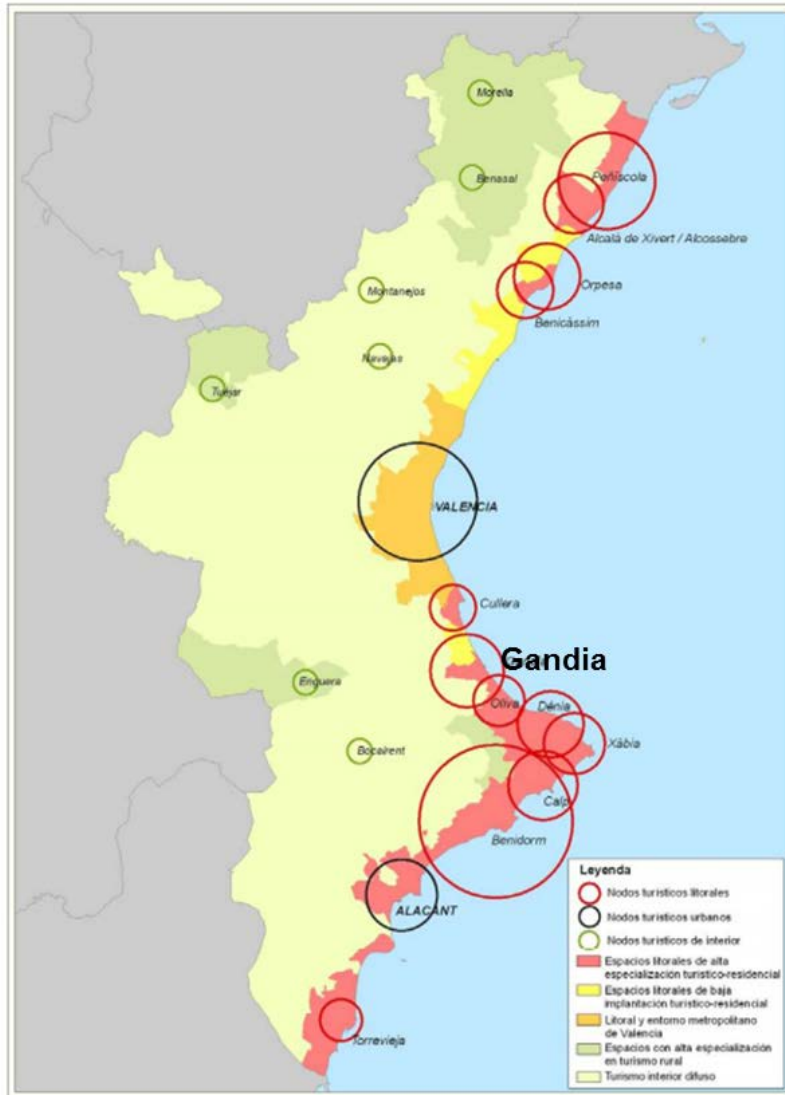 Morella
Peñíscola
Benasal
Alcalà de Xivert / Alcossebre
Orpesa
Montanejos
Benicàssim
Navajas
Tuejar
VALENCIA
Cullera
Gandia
Enguera
Oliva
Dénia
Xàbia
Bocairent
Calp
Benidorm
ALACANT
Torrevieja
Leyenda
Nodos turísticos litorales
Nodos turísticos urbanos
Nodos turísticos de interior
Espacios litorales de alta
especialización turístico-residencial
Espacios litorales de baja
implantación turístico-residencial
Litoral y entorno metropolitano
de Valencia
Espacios con alta especialización
en turismo rural
Turismo interior difuso